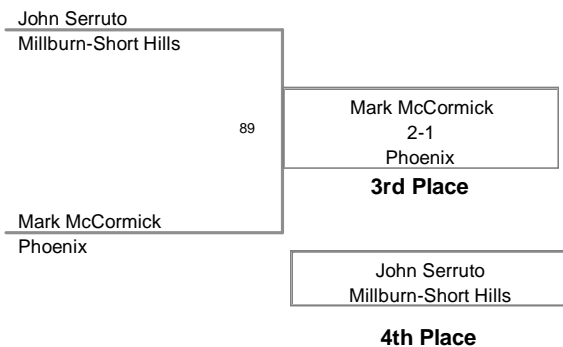 John Serruto
Millburn-Short Hills
89
Mark McCormick
2-1
Phoenix
3rd Place
Mark McCormick
Phoenix
John Serruto
Millburn-Short Hills
4th Place